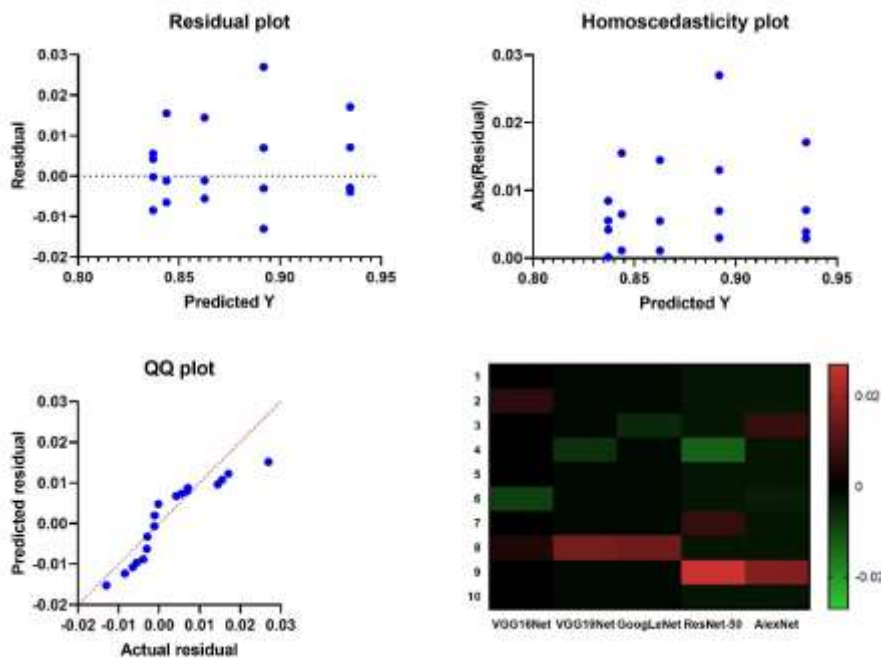 Residual plot
0.03
0.02
0.01
0.00
-0.01
-0.02
Residual
0.80 0.85 0.90 0.95
Predicted Y
Homoscedasticity plot
0.03
0.02
0.01
0.00
Abs(Residual)
0.80 0.85 0.90 0.95
Predicted Y
QQ plot
0.03
0.02
0.01
0.00
-0.01
-0.02
Predicted residual
-0.02 -0.01 0.00 0.01 0.02 0.03
Actual residual
1
2
3
4
5
6
7
8
9
10
VGG16Net VGG19Net GoogLeNet ResNet-50 AlexNet
0.02
0
-0.02